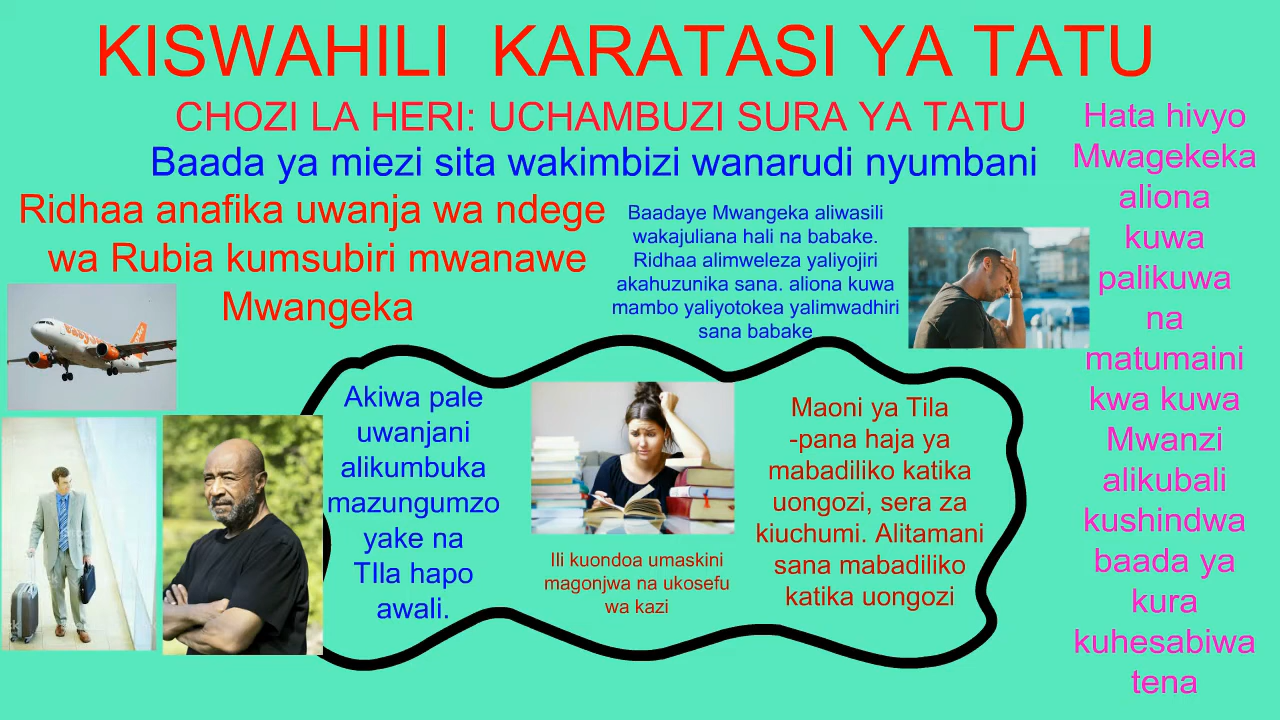 KISWAHILI KARATASI YA TATU
CHOZI LA HERI: UCHAMBUZI SURA YA TATU
Baada ya miezi sita wakimbizi wanarudi nyumbani
Ridhaa anafika uwanja wa ndege
wa Rubia kumsubiri mwanawe
Mwangeka
Baadaye Mwangeka aliwasili
wakajuliana hali na babake.
Ridhaa alimweleza yaliyojiri
akahuzunika sana. aliona kuwa
mambo yaliyotokea yalimwadhiri
sana babake
Akiwa pale
uwanjani
alikumbuka
mazungumzo
yake na
TIla hapo
awali.
Ili kuondoa umaskini
magonjwa na ukosefu
wa kazi
Maoni ya Tila
-pana haja ya
mabadiliko katika
uongozi, sera za
kiuchumi. Alitamani
sana mabadiliko
katika uongozi
Hata hivyo
Mwagekeka
aliona
kuwa
palikuwa
na
matumaini
kwa kuwa
Mwanzi
alikubali
kushindwa
baada ya
kura
kuhesabiwa
tena